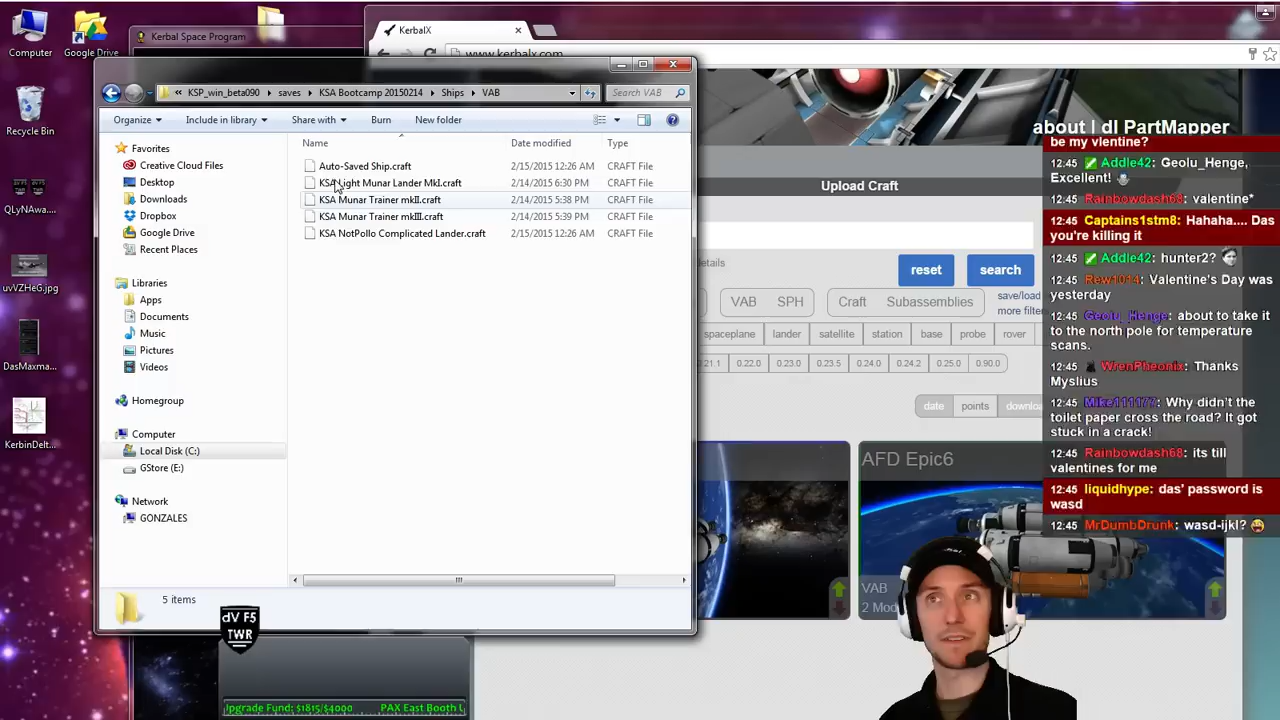 Computer
Google Drive
Recycle Bin
QLyNAwa...
uvVZHeG.jpg
DasMaxma...
KerbinDelt...
Kerbal Space Program
KerbalX
www.kerbalx.com
« KSP_win_beta090 ▸ saves ▸ KSA Bootcamp 20150214 ▸ Ships ▸ VAB
Search VAB
Organize Include in library Share with Burn New folder
Favorites
Creative Cloud Files
Desktop
Downloads
Dropbox
Google Drive
Recent Places
Libraries
Apps
Documents
Music
Pictures
Videos
Homegroup
Computer
Local Disk (C:)
GStore (E:)
Network
GONZALES
Name Date modified Type
Auto-Saved Ship.craft 2/15/2015 12:26 AM CRAFT File
KSA Light Munar Lander MkI.craft 2/14/2015 6:30 PM CRAFT File
KSA Munar Trainer mkII.craft 2/14/2015 5:38 PM CRAFT File
KSA Munar Trainer mkIII.craft 2/14/2015 5:39 PM CRAFT File
KSA NotPollo Complicated Lander.craft 2/15/2015 12:26 AM CRAFT File
5 items
dV F5
TWR
Upgrade Fund: $1815/$4000 PAX East Booth U
about | dl PartMapper
Upload Craft
details
reset search
VAB SPH Craft Subassemblies
save/load
more filter
spaceplane lander satellite station base probe rover
21.1 0.22.0 0.23.0 0.23.5 0.24.0 0.24.2 0.25.0 0.90.0
date points downloa
AFD Epic6
VAB
2 Mod
be my vlentine?
12:45 Addle42: Geolu_Henge,
Excellent!
12:45 Rainbowdash68: valentine*
12:45 Captains1stm8: Hahaha.... Das
you're killing it
12:45 Addle42: hunter2?
12:45 Rew1014: Valentine's Day was
yesterday
12:45 Geolu_Henge: about to take it
to the north pole for temperature
scans.
12:45 WrenPheonix: Thanks
Myslius
12:45 Mike111177: Why didn't the
toilet paper cross the road? It got
stuck in a crack!
12:45 Rainbowdash68: its till
valentines for me
12:45 liquidhype: das' password is
wasd
12:45 MrDumbDrunk: wasd-ijkl?